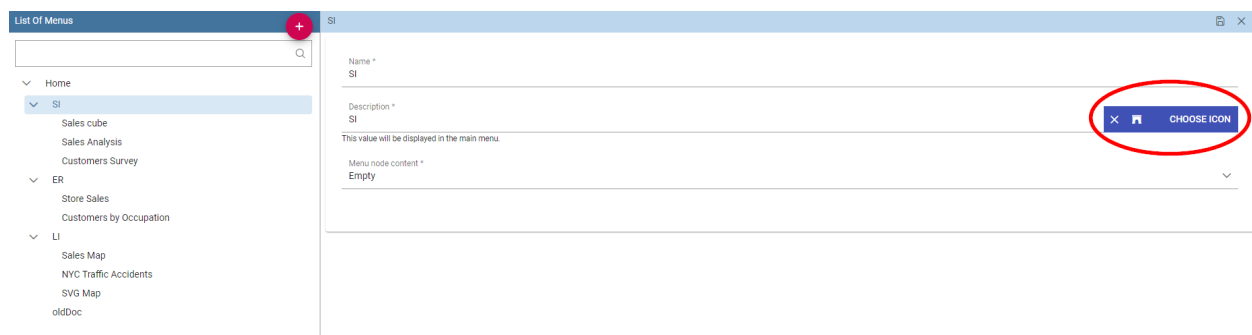 List Of Menus
SI
Home
SI
Sales cube
Sales Analysis
Customers Survey
ER
Store Sales
Customers by Occupation
LI
Sales Map
NYC Traffic Accidents
SVG Map
oldDoc
Name *
SI
Description *
SI
CHOOSE ICON
This value will be displayed in the main menu.
Menu node content *
Empty